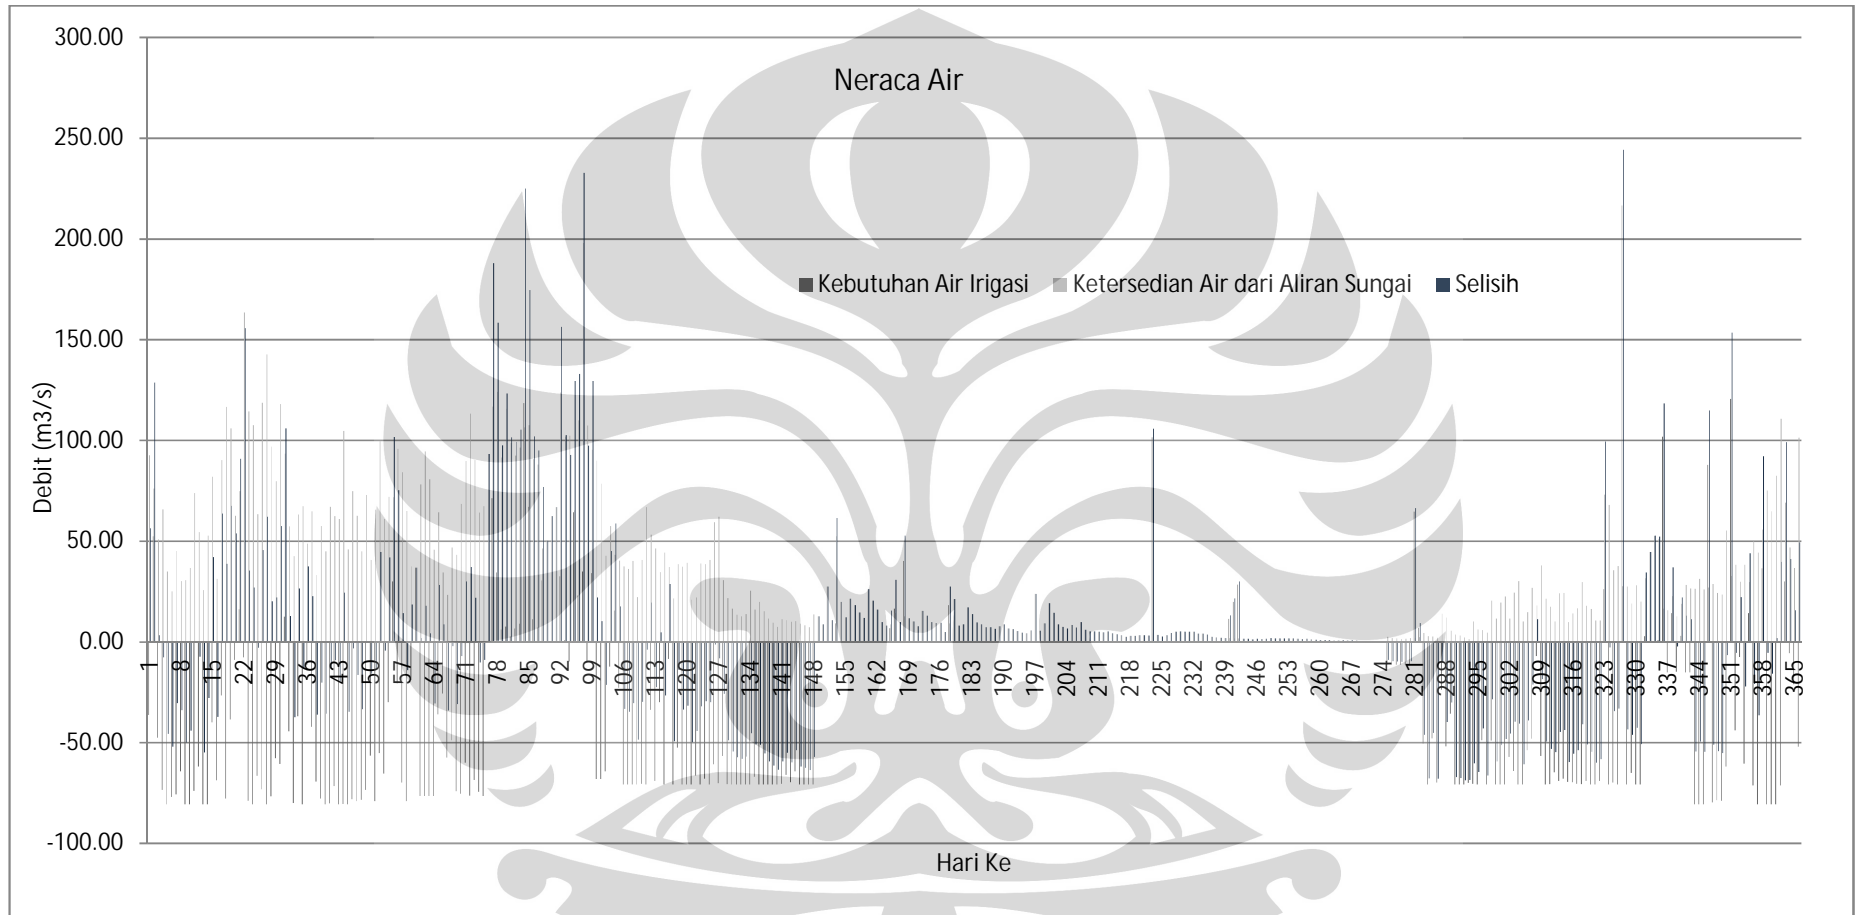 Neraca Air
300.00
250.00
200.00
150.00
100.00
50.00
0.00
-50.00
-100.00
Debit (m3/s)
Kebutuhan Air Irigasi Ketersedian Air dari Aliran Sungai Selisih
1 8 15 22 29 36 43 50 57 64 71 78 85 92 99 106 113 120 127 134 141 148 155 162 169 176 183 190 197 204 211 218 225 232 239 246 253 260 267 274 281 288 295 302 309 316 323 330 337 344 351 358 365
Hari Ke